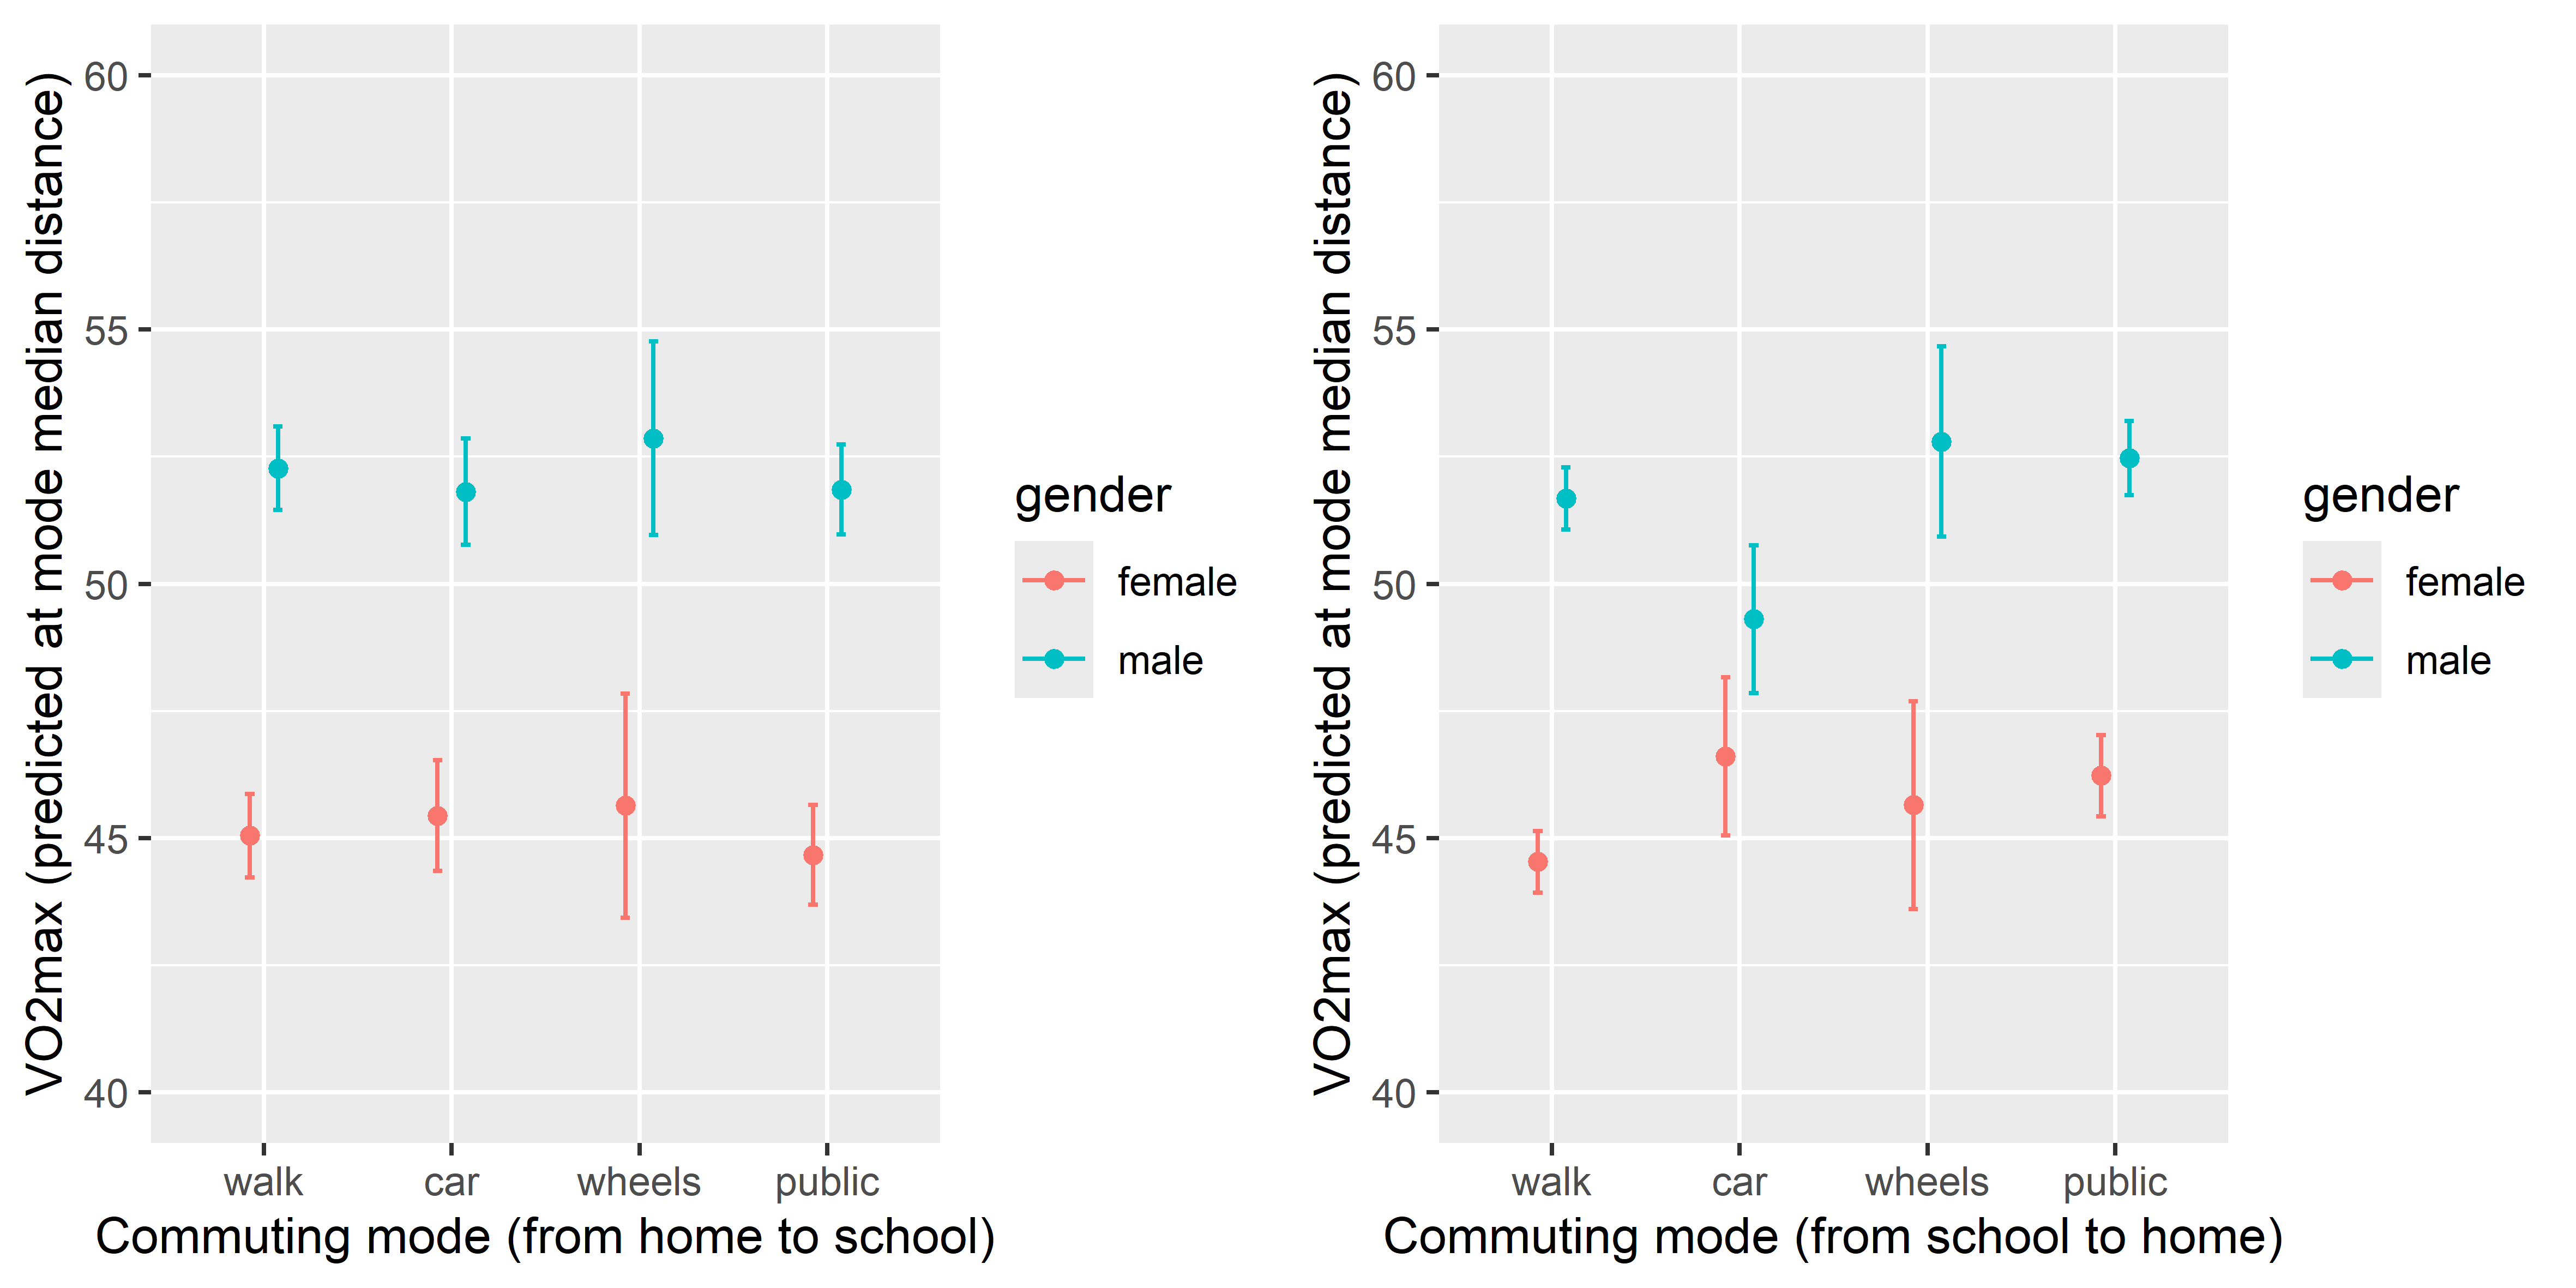 VO2max (predicted at mode median distance)
60
55
50
45
40
walk car wheels public
Commuting mode (from home to school)
gender
female
male
VO2max (predicted at mode median distance)
60
55
50
45
40
walk car wheels public
Commuting mode (from school to home)
gender
female
male